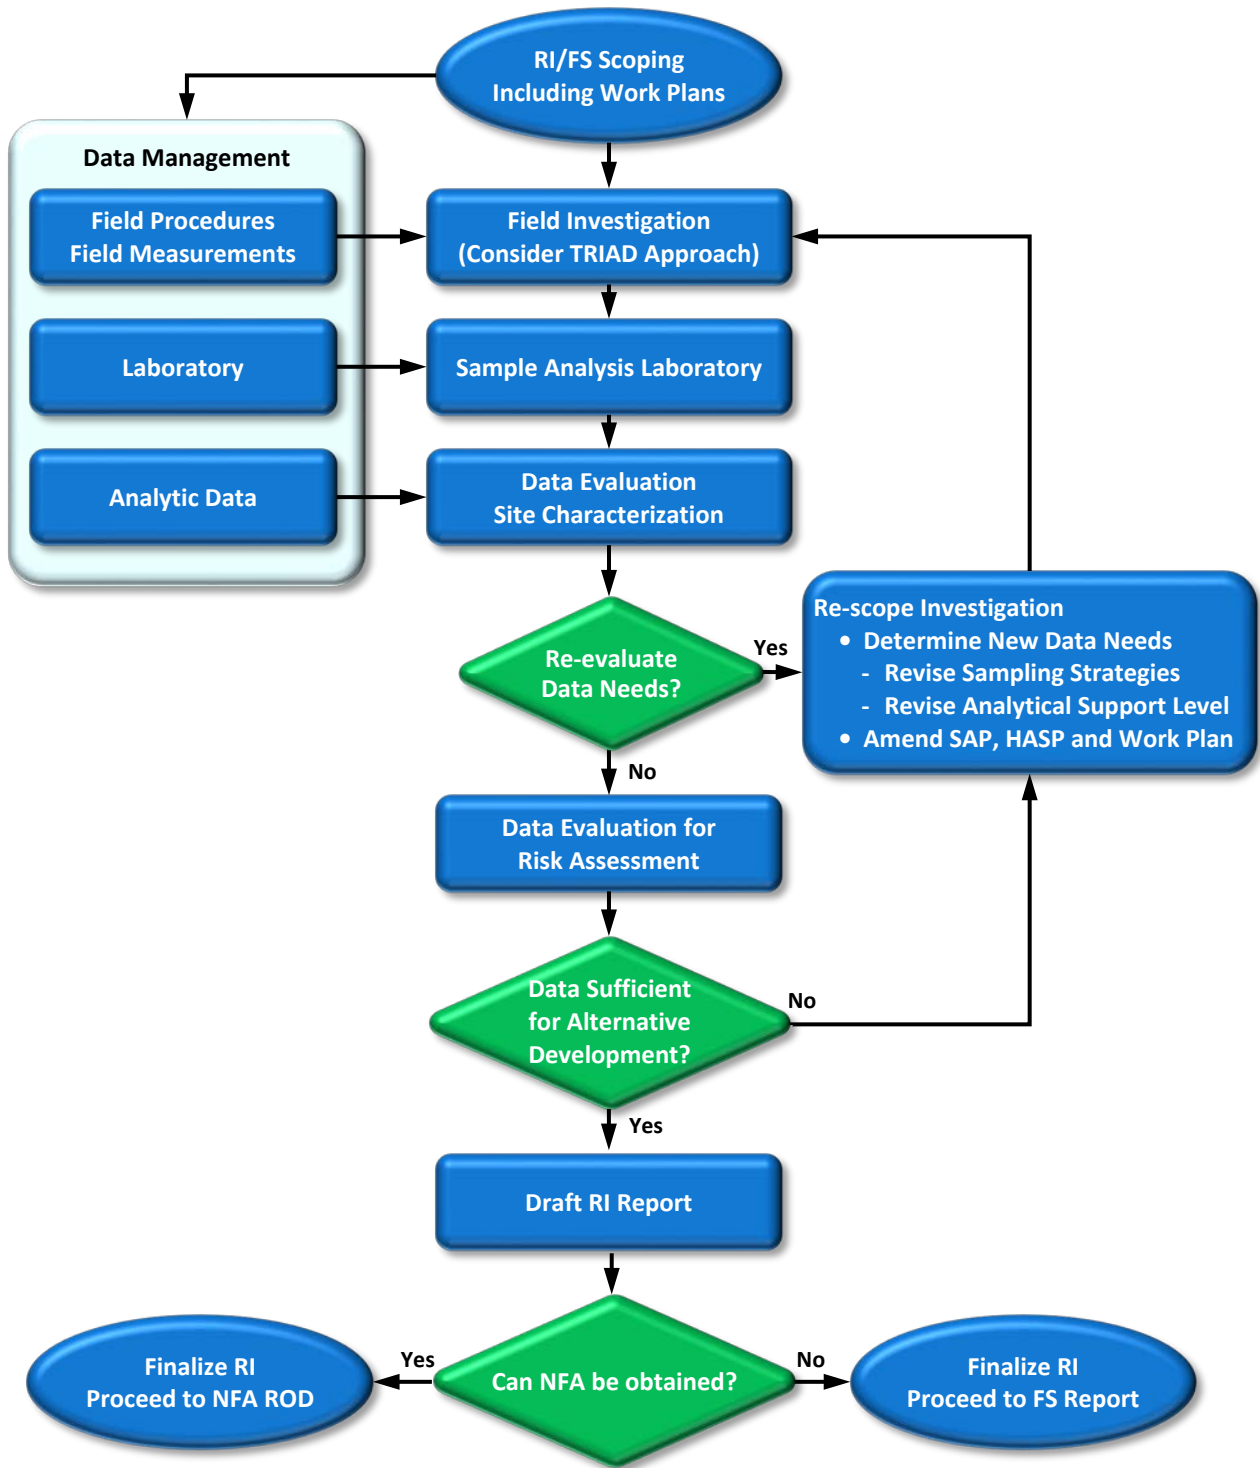 RI/FS Scoping
Including Work Plans
Data Management
Field Procedures
Field Measurements
Field Investigation
(Consider TRIAD Approach)
Laboratory
Sample Analysis Laboratory
Analytic Data
Data Evaluation
Site Characterization
Re-evaluate
Data Needs?
Yes
Re-scope Investigation
• Determine New Data Needs
- Revise Sampling Strategies
- Revise Analytical Support Level
• Amend SAP, HASP and Work Plan
No
Data Evaluation for
Risk Assessment
Data Sufficient
for Alternative
Development?
No
Yes
Draft RI Report
Can NFA be obtained?
Yes
No
Finalize RI
Proceed to NFA ROD
Finalize RI
Proceed to FS Report